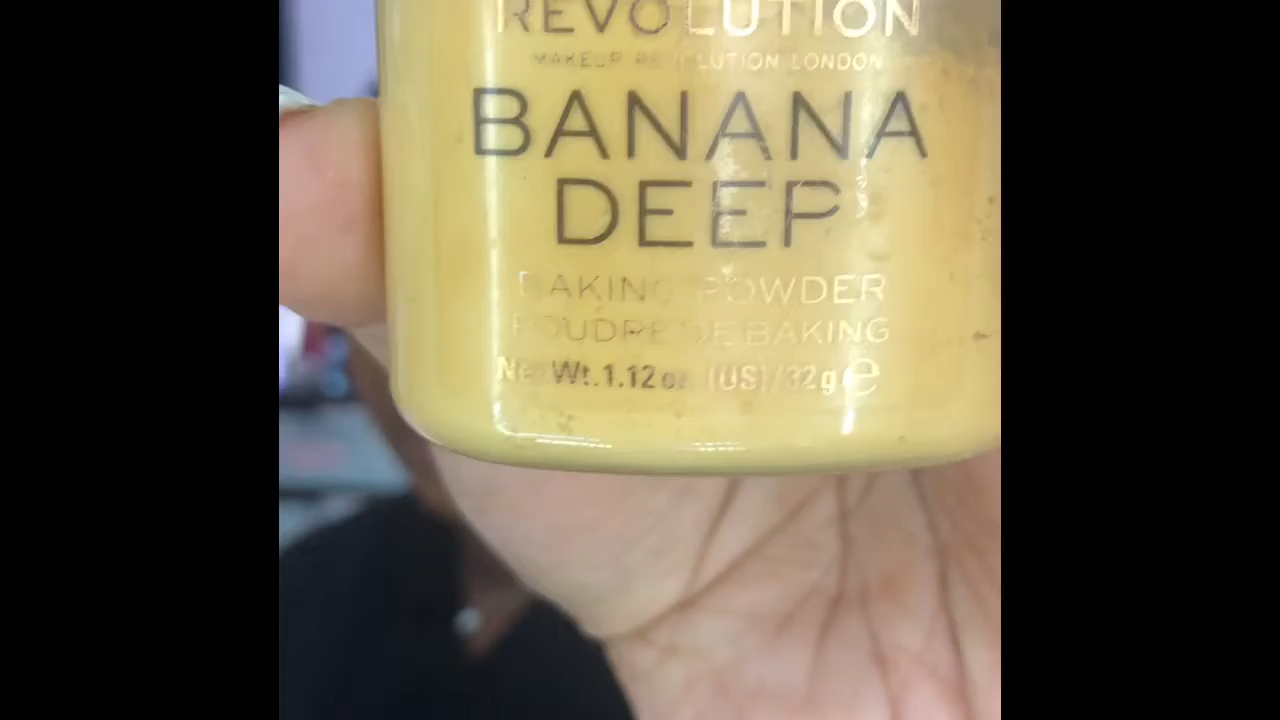 REVOLUTION
MAKEUP REVOLUTION LONDON
BANANA
DEEP
BAKING POWDER
POUDRE DE BAKING
Net Wt.1.12 oz (US)/32g e